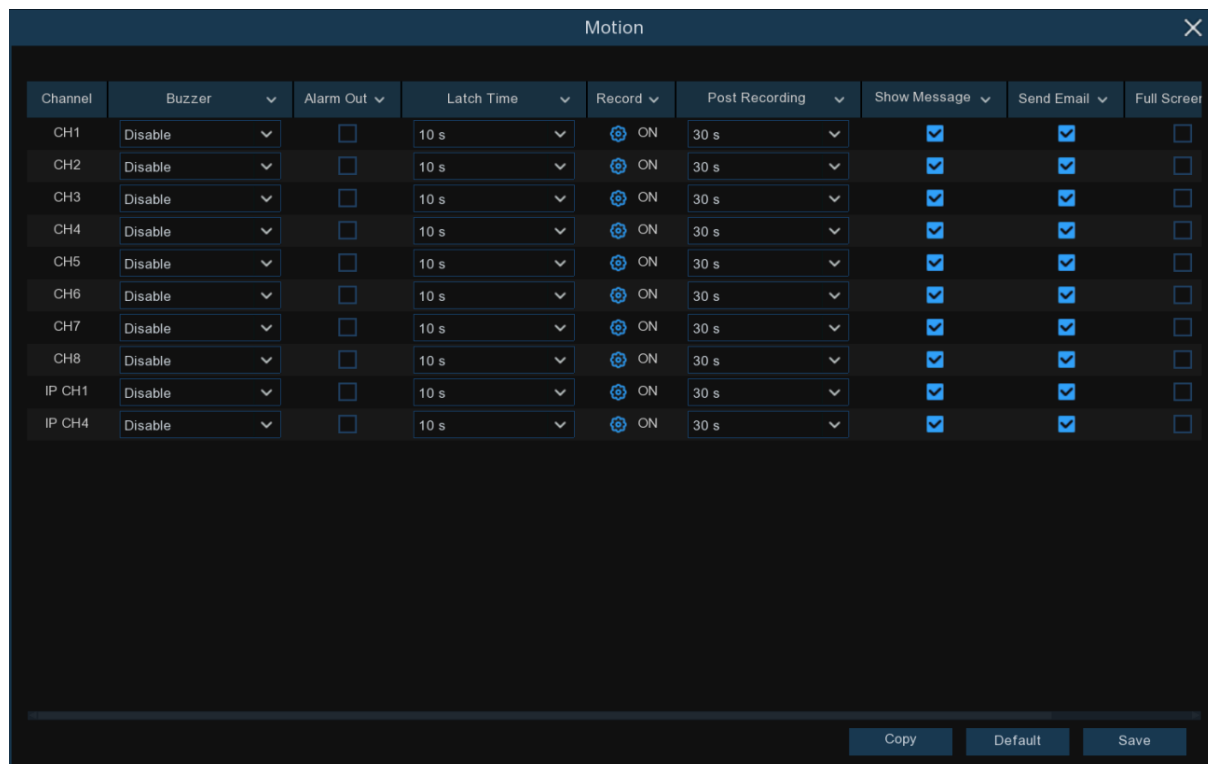 Motion
Channel Buzzer Alarm Out Latch Time Record Post Recording Show Message Send Email Full Screen
CH1 Disable 10 s ON 30 s
CH2 Disable 10 s ON 30 s
CH3 Disable 10 s ON 30 s
CH4 Disable 10 s ON 30 s
CH5 Disable 10 s ON 30 s
CH6 Disable 10 s ON 30 s
CH7 Disable 10 s ON 30 s
CH8 Disable 10 s ON 30 s
IP CH1 Disable 10 s ON 30 s
IP CH4 Disable 10 s ON 30 s
Copy Default Save